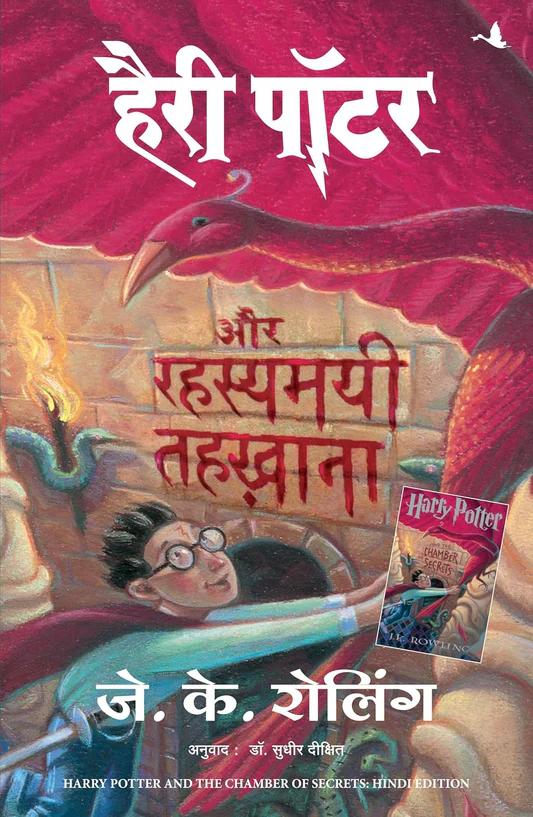 हैरी पॉटर
और
रहस्यमयी
तहख़ाना
Harry Potter
AND THE
CHAMBER
OF
SECRETS
J.K. ROWLING
जे. के. रोलिंग
अनुवाद : डॉ. सुधीर दीक्षित
HARRY POTTER AND THE CHAMBER OF SECRETS: HINDI EDITION